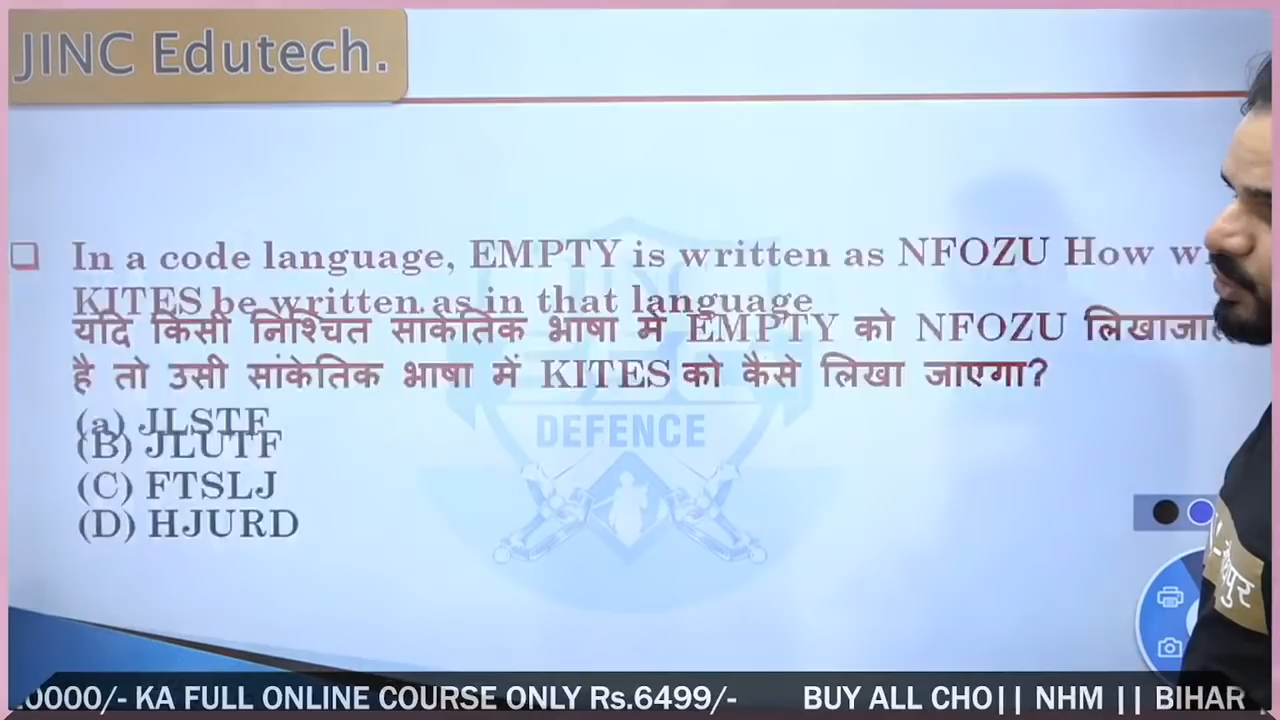 JINC Edutech.
In a code language, EMPTY is written as NFOZU How
KITES be written as in that language
यदि किसी निश्चित सांकेतिक भाषा में EMPTY को NFOZU
है तो उसी सांकेतिक भाषा में KITES को कैसे लिखा जाएगा?
(a) JLSTF
(B) JLUTF
(C) FTSLJ
(D) HJURD
DEFENCE
0000/- KA FULL ONLINE COURSE ONLY Rs.6499/- BUY ALL CHO|| NHM || BIHAR